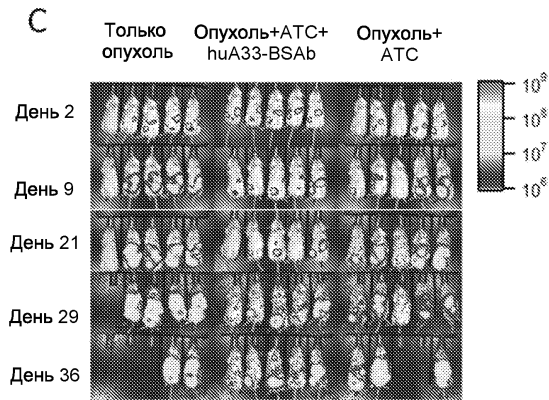 C
Только
опухоль
Опухоль+АТС+
huA33-BSAb
Опухоль+
АТС
День 2
День 9
День 21
День 29
День 36
10⁹
10⁸
10⁷
10⁶